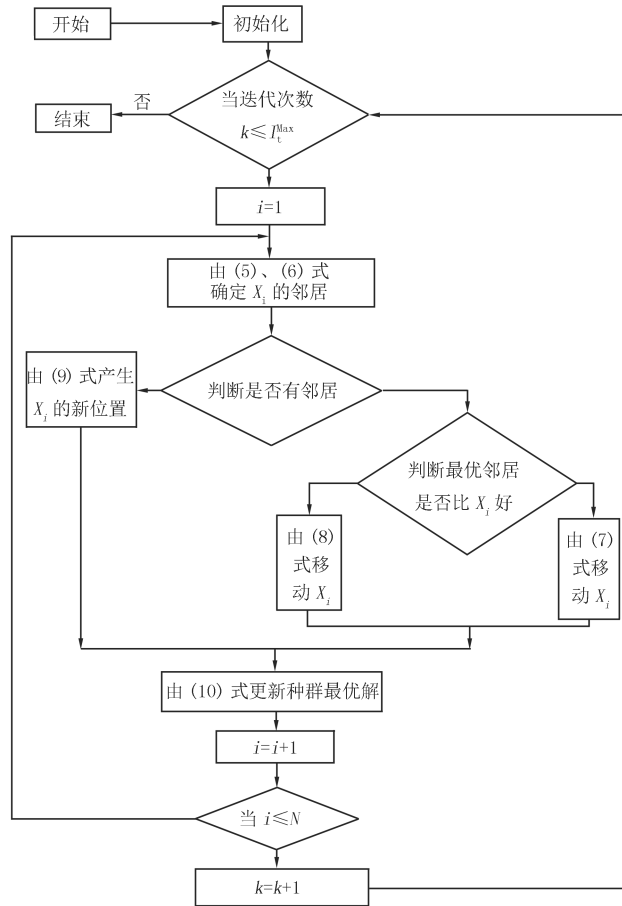 开始
初始化
当迭代次数
k≤I_t^Max
否
结束
i=1
由 (5)、(6) 式
确定 X_i 的邻居
由 (9) 式产生
X_i 的新位置
判断是否有邻居
判断最优邻居
是否比 X_i 好
由 (8)
式移
动 X_i
由 (7)
式移
动 X_i
由 (10) 式更新种群最优解
i=i+1
当 i≤N
k=k+1